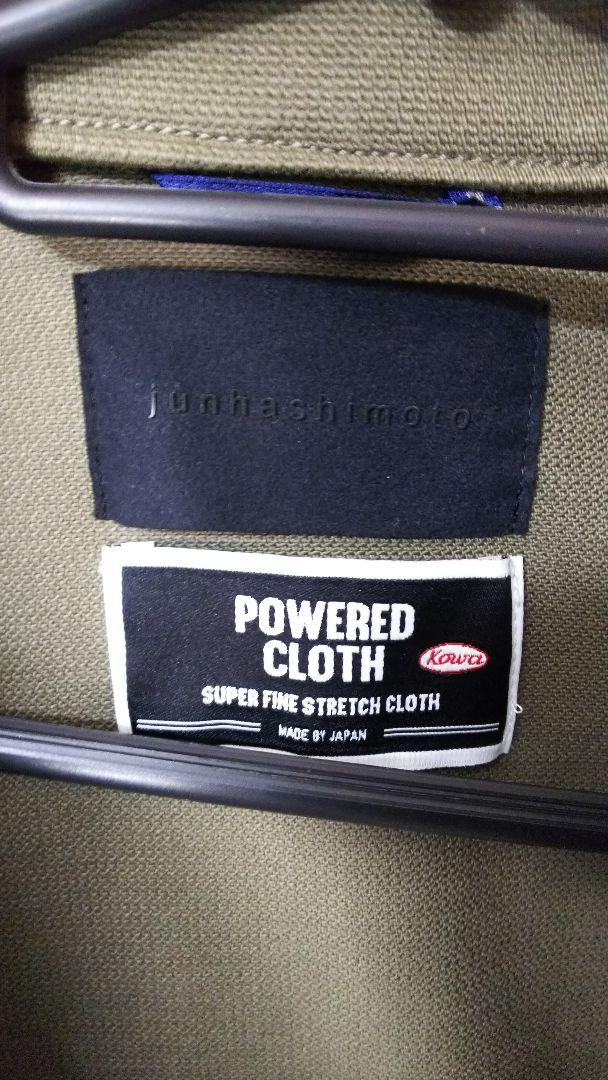 junhashimoto
POWERED
CLOTH
Kowa
SUPER FINE STRETCH CLOTH
MADE BY JAPAN